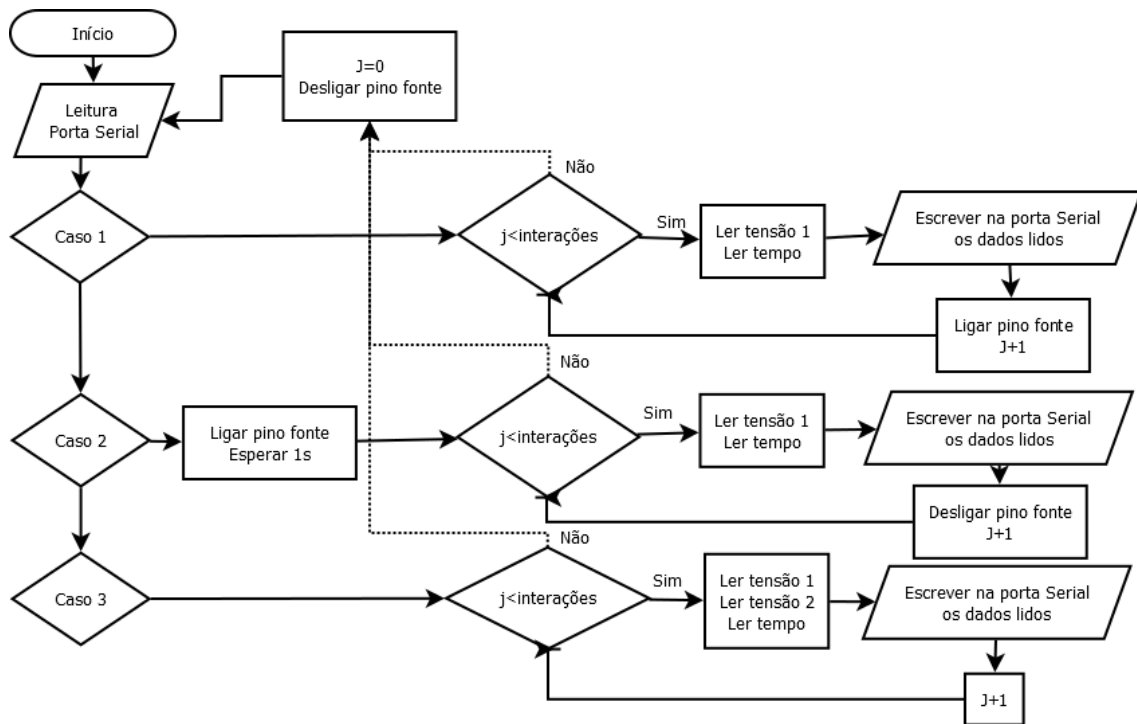 Início
J=0
Desligar pino fonte
Leitura
Porta Serial
Não
Caso 1
j<interações
Sim
Ler tensão 1
Ler tempo
Escrever na porta Serial
os dados lidos
Ligar pino fonte
J+1
Não
Caso 2
Ligar pino fonte
Esperar 1s
j<interações
Sim
Ler tensão 1
Ler tempo
Escrever na porta Serial
os dados lidos
Desligar pino fonte
J+1
Não
Caso 3
j<interações
Sim
Ler tensão 1
Ler tensão 2
Ler tempo
Escrever na porta Serial
os dados lidos
J+1